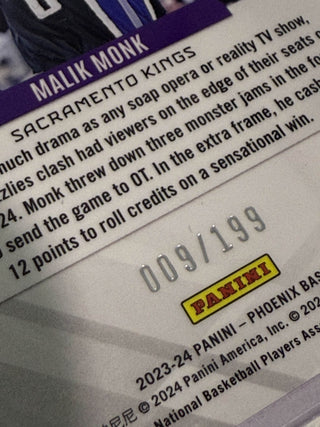 MALIK MONK
SACRAMENTO KINGS
much drama as any soap opera or reality TV show,
zzlies clash had viewers on the edge of their seats o
24. Monk threw down three monster jams in the fo
send the game to OT. In the extra frame, he cash
12 points to roll credits on a sensational win.
009/199
PANINI
2023-24 PANINI – PHOENIX BAS
© 2024 Panini America, Inc. © 202
National Basketball Players Asso